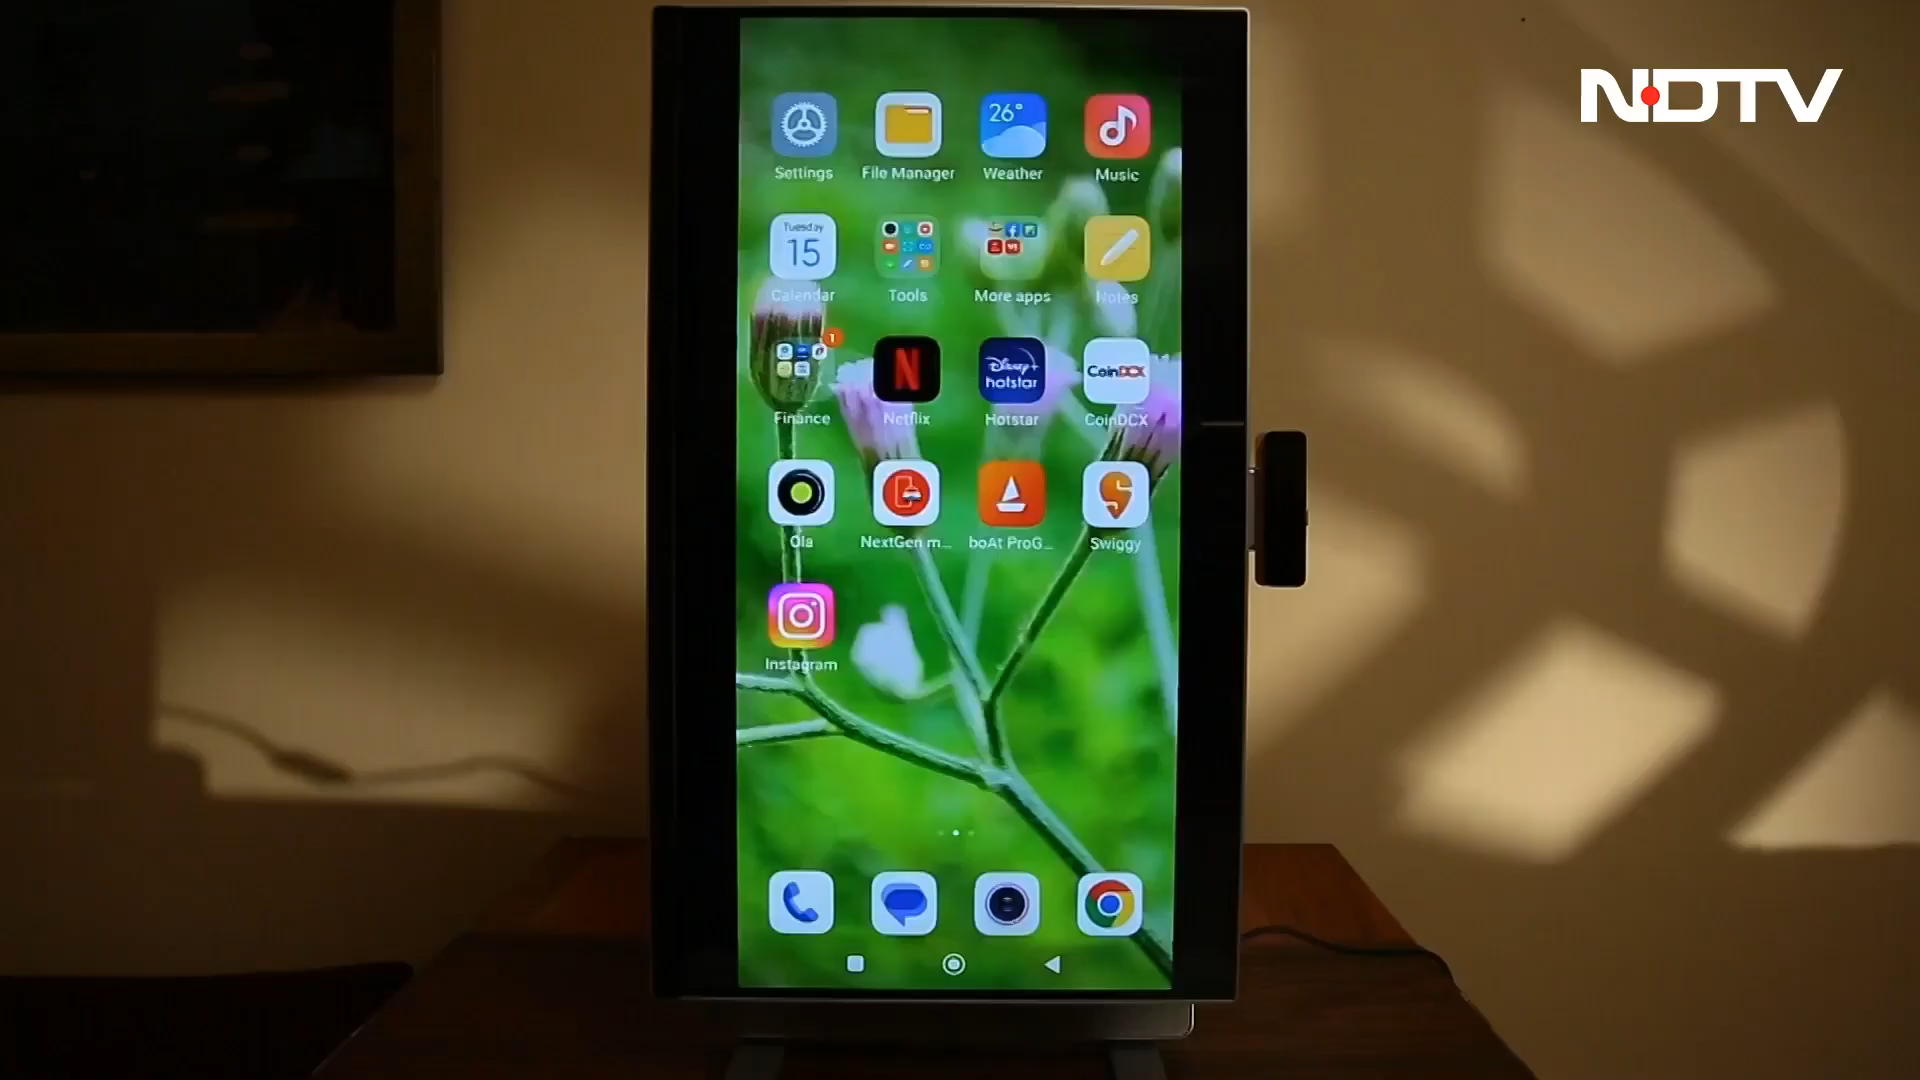 NDTV
26°
Settings
File Manager
Weather
Music
Tuesday
15
Calendar
Tools
More apps
Notes
1
N
Disney+
hotstar
CoinDCX
Finance
Netflix
Hotstar
CoinDCX
Ola
NextGen m...
boAt ProG...
Swiggy
Instagram